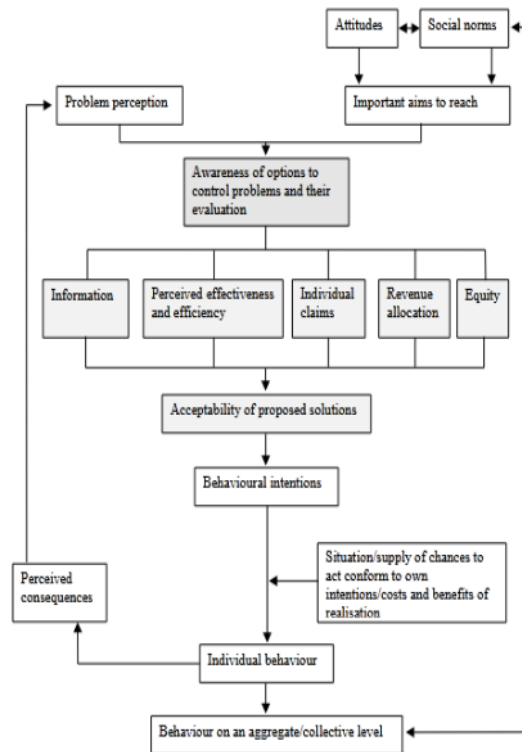 Attitudes
Social norms
Problem perception
Important aims to reach
Awareness of options to
control problems and their
evaluation
Information
Perceived effectiveness
and efficiency
Individual
claims
Revenue
allocation
Equity
Acceptability of proposed solutions
Behavioural intentions
Situation/supply of chances to
act conform to own
intentions/costs and benefits of
realisation
Perceived
consequences
Individual behaviour
Behaviour on an aggregate/collective level